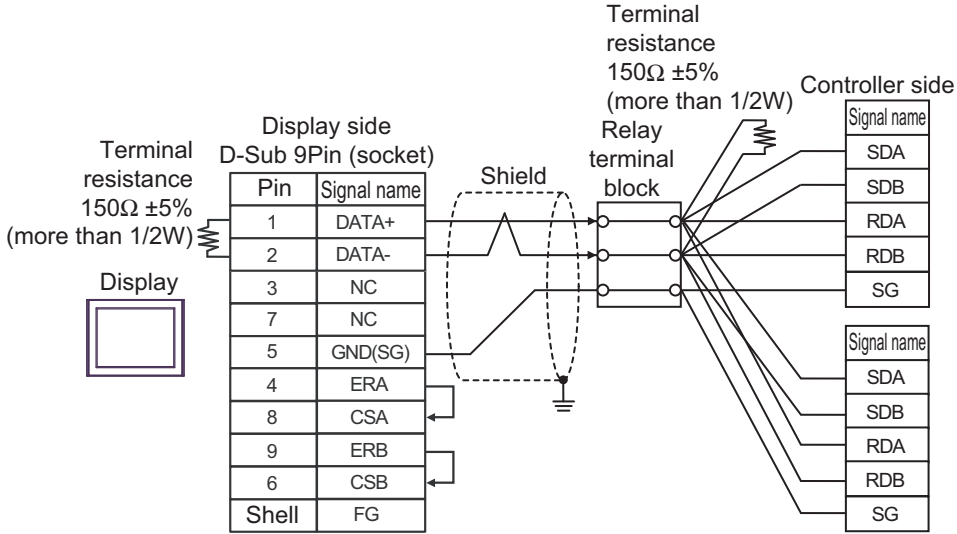 Terminal
resistance
150Ω ±5%
(more than 1/2W)
Controller side
Display side
D-Sub 9Pin (socket)
Terminal
resistance
150Ω ±5%
(more than 1/2W)
Display
Pin Signal name
1 DATA+
2 DATA-
3 NC
7 NC
5 GND(SG)
4 ERA
8 CSA
9 ERB
6 CSB
Shell FG
Shield
Relay
terminal
block
Signal name
SDA
SDB
RDA
RDB
SG
Signal name
SDA
SDB
RDA
RDB
SG